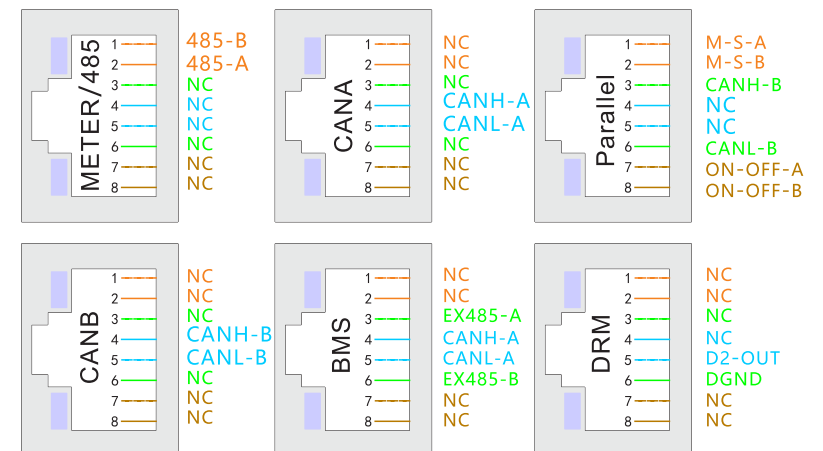 METER/485
1 485-B
2 485-A
3 NC
4 NC
5 NC
6 NC
7 NC
8 NC
CANA
1 NC
2 NC
3 NC
4 CANH-A
5 CANL-A
6 NC
7 NC
8 NC
Parallel
1 M-S-A
2 M-S-B
3 CANH-B
4 NC
5 NC
6 CANL-B
7 ON-OFF-A
8 ON-OFF-B
CANB
1 NC
2 NC
3 NC
4 CANH-B
5 CANL-B
6 NC
7 NC
8 NC
BMS
1 NC
2 NC
3 EX485-A
4 CANH-A
5 CANL-A
6 EX485-B
7 NC
8 NC
DRM
1 NC
2 NC
3 NC
4 NC
5 D2-OUT
6 DGND
7 NC
8 NC